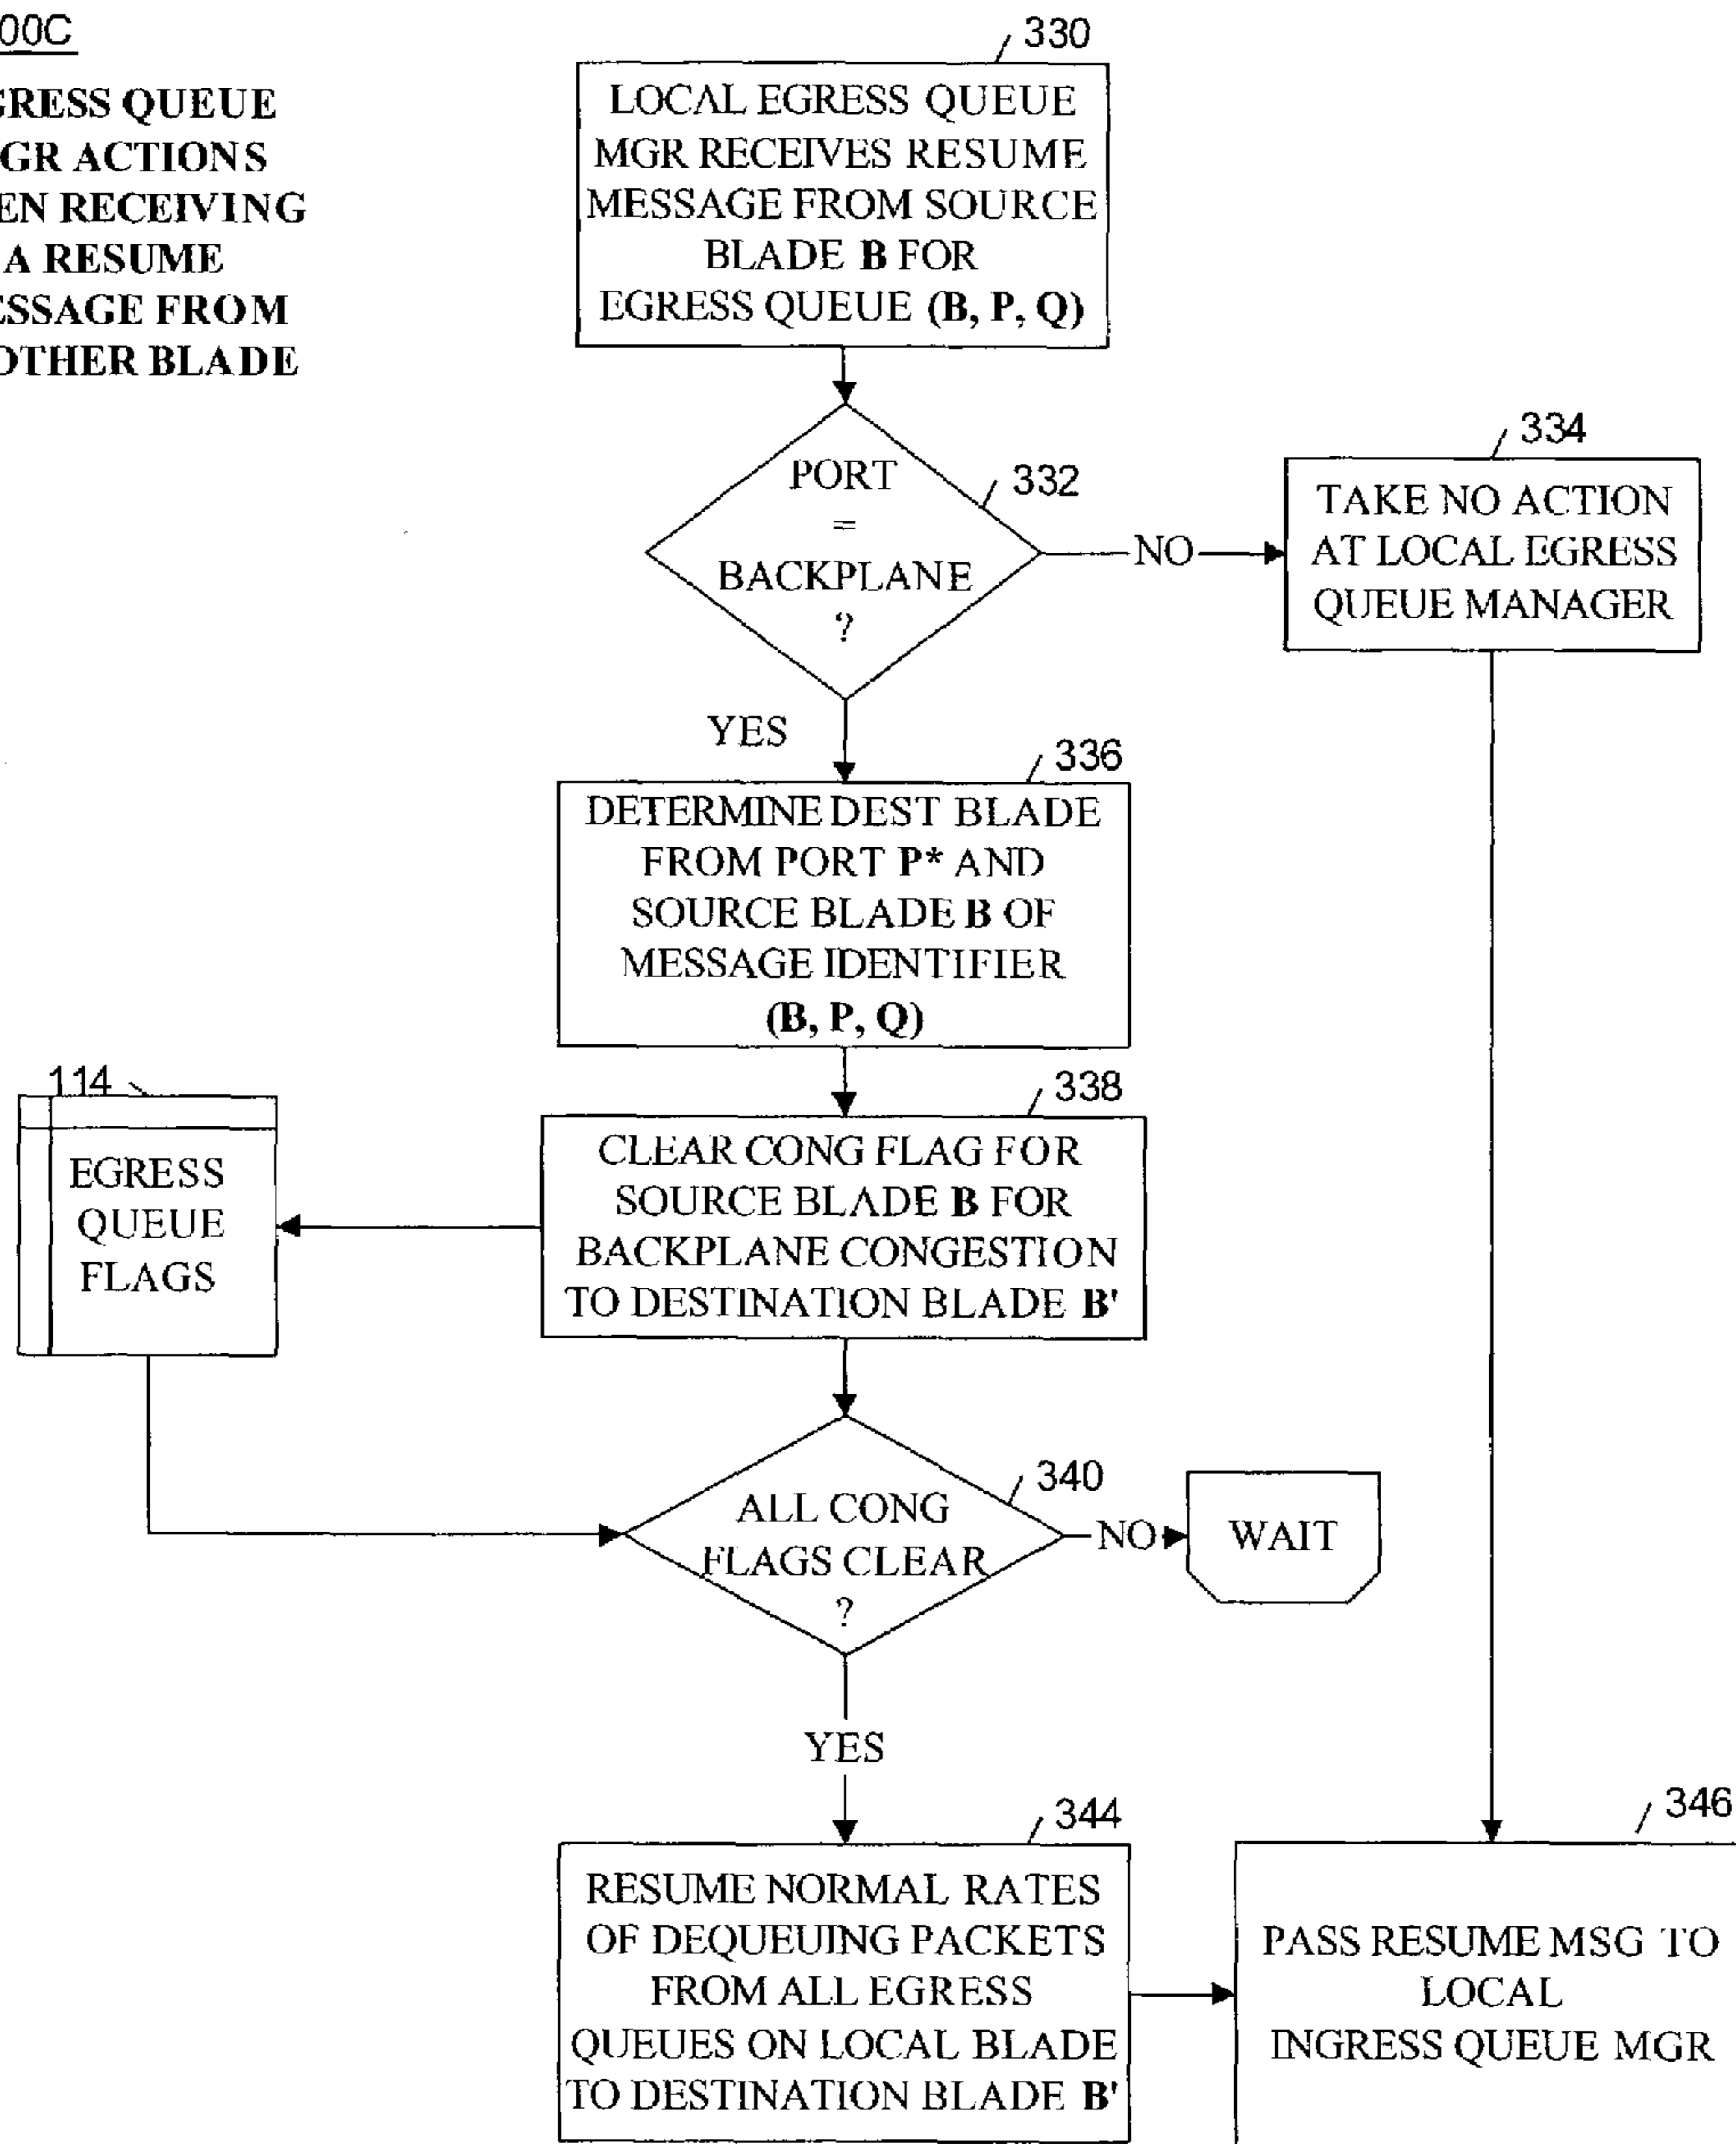 00C
GRESS QUEUE
GR ACTIONS
EN RECEIVING
A RESUME
ESSAGE FROM
OTHER BLADE
330
LOCAL EGRESS QUEUE
MGR RECEIVES RESUME
MESSAGE FROM SOURCE
BLADE B FOR
EGRESS QUEUE (B, P, Q)
332
PORT
=
BACKPLANE
?
NO
334
TAKE NO ACTION
AT LOCAL EGRESS
QUEUE MANAGER
YES
336
DETERMINE DEST BLADE
FROM PORT P* AND
SOURCE BLADE B OF
MESSAGE IDENTIFIER
(B, P, Q)
114
EGRESS
QUEUE
FLAGS
338
CLEAR CONG FLAG FOR
SOURCE BLADE B FOR
BACKPLANE CONGESTION
TO DESTINATION BLADE B'
340
ALL CONG
FLAGS CLEAR
?
NO
WAIT
YES
344
RESUME NORMAL RATES
OF DEQUEUING PACKETS
FROM ALL EGRESS
QUEUES ON LOCAL BLADE
TO DESTINATION BLADE B'
346
PASS RESUME MSG TO
LOCAL
INGRESS QUEUE MGR